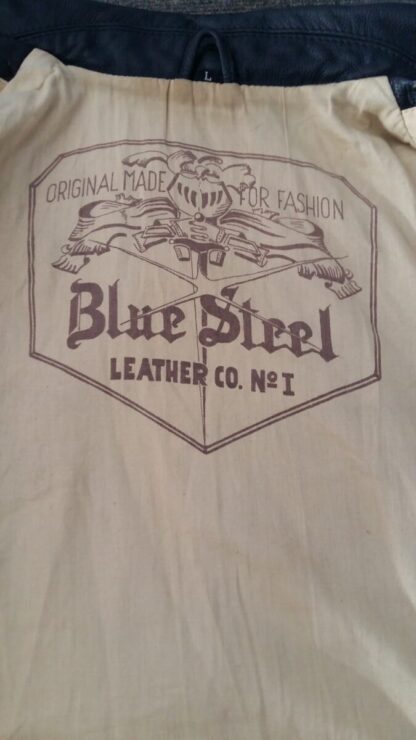 L
ORIGINAL MADE FOR FASHION
Blue Steel
LEATHER CO. Nº I